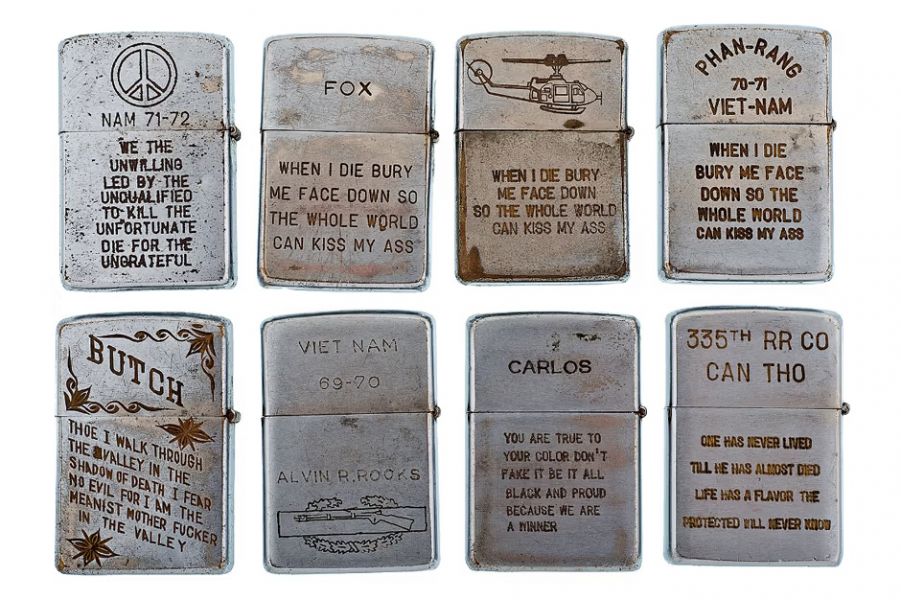 NAM 71-72
WE THE
UNWILLING
LED BY THE
UNQUALIFIED
TO KILL THE
UNFORTUNATE
DIE FOR THE
UNGRATEFUL
FOX
WHEN I DIE BURY
ME FACE DOWN SO
THE WHOLE WORLD
CAN KISS MY ASS
WHEN I DIE BURY
ME FACE DOWN
SO THE WHOLE WORLD
CAN KISS MY ASS
PHAN-RANG
70-71
VIET-NAM
WHEN I DIE
BURY ME FACE
DOWN SO THE
WHOLE WORLD
CAN KISS MY ASS
BUTCH
THOE I WALK THROUGH
THE VALLEY IN THE
SHADOW OF DEATH I FEAR
NO EVIL FOR I AM THE
MEANIST MOTHER FUCKER
IN THE VALLEY
VIET NAM
69-70
ALVIN R. ROOKS
CARLOS
YOU ARE TRUE TO
YOUR COLOR DON'T
FAKE IT BE IT ALL
BLACK AND PROUD
BECAUSE WE ARE
A WINNER
335TH RR CO
CAN THO
ONE HAS NEVER LIVED
TILL HE HAS ALMOST DIED
LIFE HAS A FLAVOR THE
PROTECTED WILL NEVER KNOW